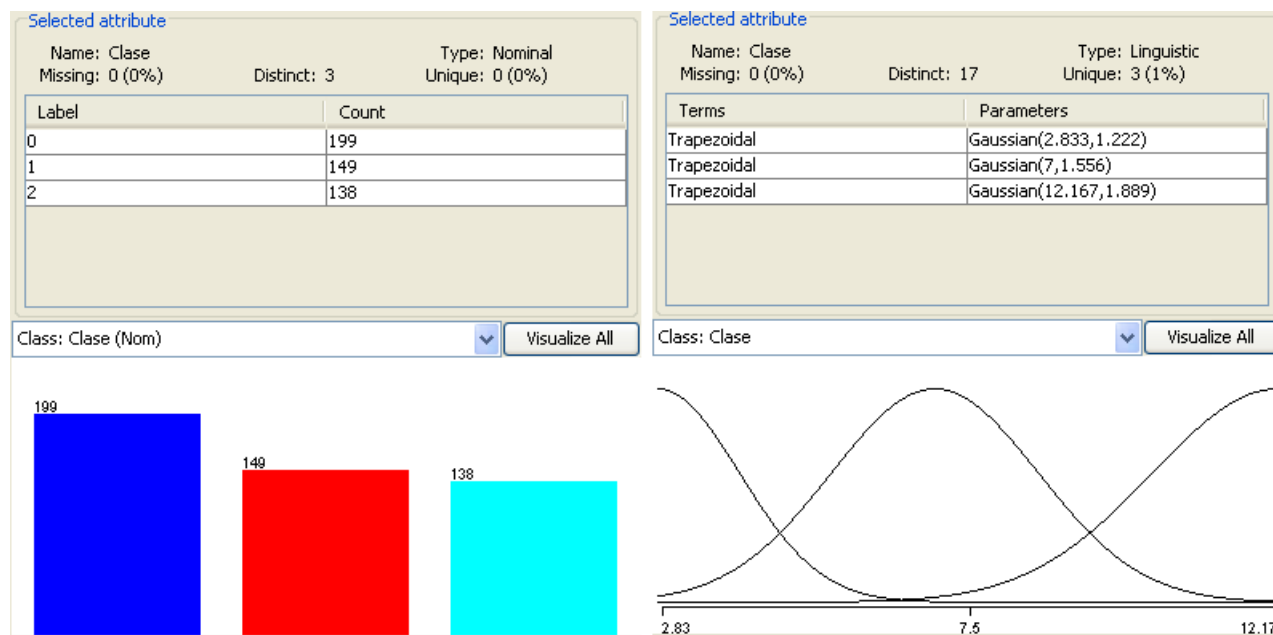 Selected attribute
Name: Clase Type: Nominal
Missing: 0 (0%) Distinct: 3 Unique: 0 (0%)
Label Count
0 199
1 149
2 138
Class: Clase (Nom) Visualize All
199
149
138
Selected attribute
Name: Clase Type: Linguistic
Missing: 0 (0%) Distinct: 17 Unique: 3 (1%)
Terms Parameters
Trapezoidal Gaussian(2.833,1.222)
Trapezoidal Gaussian(7,1.556)
Trapezoidal Gaussian(12.167,1.889)
Class: Clase Visualize All
2.83 7.5 12.17